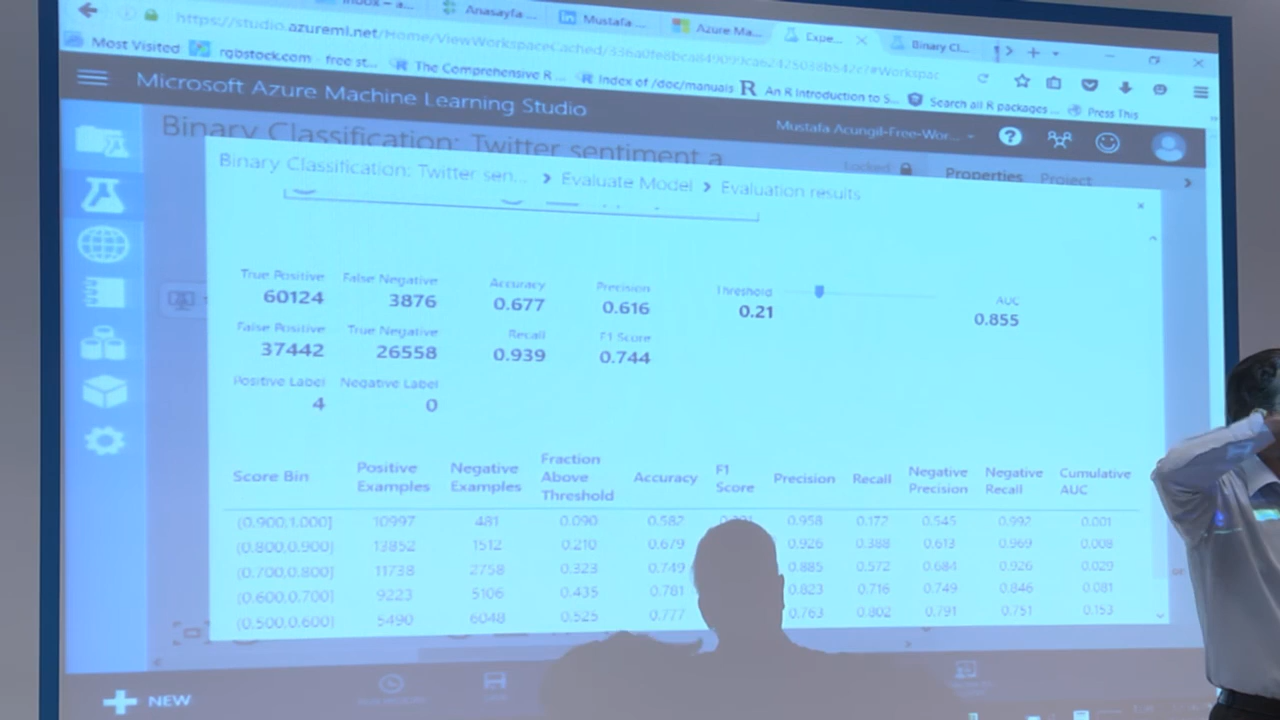 Anasayfa ...
Mustafa ...
Azure Ma...
Expe...
Binary Cl...
https://studio.azureml.net/Home/ViewWorkspaceCached/
Most Visited
rgbstock.com - free st...
The Comprehensive R ...
Index of /doc/manuals
An R Introduction to S...
Search all R packages ...
Press This
Microsoft Azure Machine Learning Studio
Mustafa Acungil-Free-Wor...
Binary Classification: Twitter sentiment a
Locked
Properties Project
Binary Classification: Twitter sen... > Evaluate Model > Evaluation results
True Positive False Negative Accuracy Precision Threshold AUC
60124 3876 0.677 0.616 0.21 0.855
False Positive True Negative Recall F1 Score
37442 26558 0.939 0.744
Positive Label Negative Label
4 0
Score Bin Positive Examples Negative Examples Fraction Above Threshold Accuracy F1 Score Precision Recall Negative Precision Negative Recall Cumulative AUC
(0.900,1.000] 10997 481 0.090 0.582 0.958 0.172 0.545 0.992 0.001
(0.800,0.900] 13852 1512 0.210 0.679 0.926 0.388 0.613 0.969 0.008
(0.700,0.800] 11738 2758 0.323 0.749 0.885 0.572 0.684 0.926 0.029
(0.600,0.700] 9223 5106 0.435 0.781 0.823 0.716 0.749 0.846 0.081
(0.500,0.600] 5490 6048 0.525 0.777 0.763 0.802 0.791 0.751 0.153
NEW